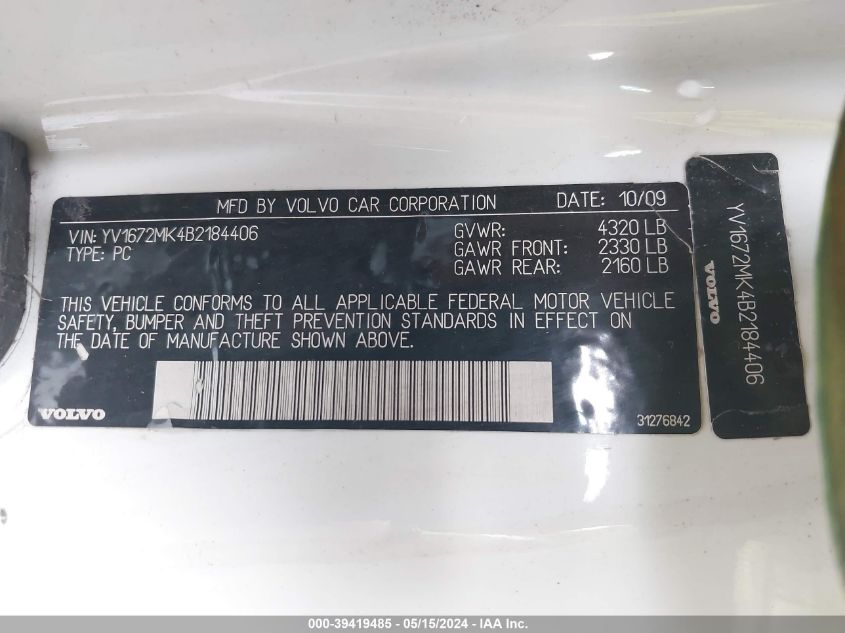 MFD BY VOLVO CAR CORPORATION DATE: 10/09
VIN: YV1672MK4B2184406 GVWR: 4320 LB
TYPE: PC GAWR FRONT: 2330 LB
GAWR REAR: 2160 LB
THIS VEHICLE CONFORMS TO ALL APPLICABLE FEDERAL MOTOR VEHICLE
SAFETY, BUMPER AND THEFT PREVENTION STANDARDS IN EFFECT ON
THE DATE OF MANUFACTURE SHOWN ABOVE.
VOLVO
31276842
YV1672MK4B2184406
VOLVO
000-39419485 - 05/15/2024 - IAA Inc.